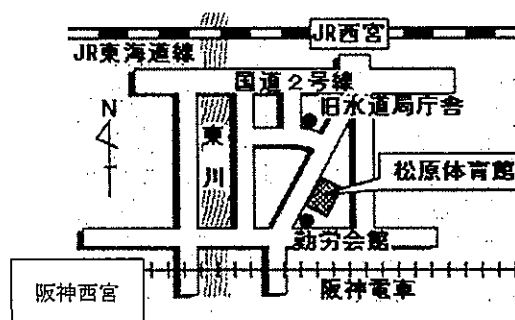 JR西宮
JR東海道線
国道2号線
旧水道局庁舎
N
東川
松原体育館
勤労会館
阪神西宮
阪神電車